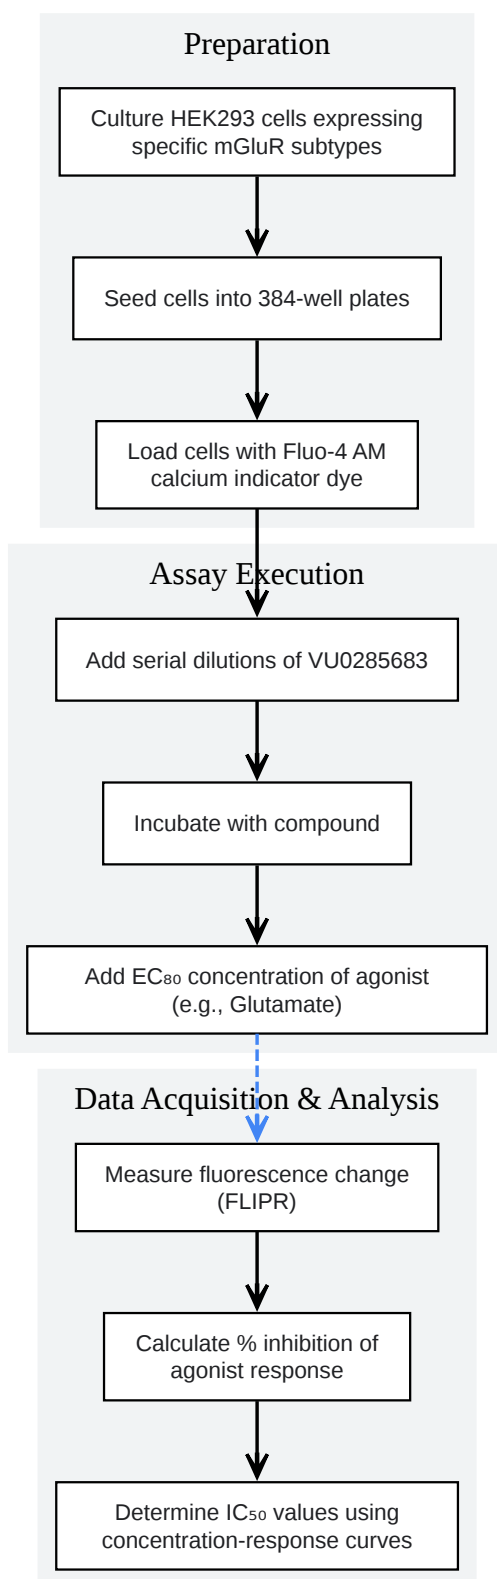 Preparation
Culture HEK293 cells expressing
specific mGluR subtypes
Seed cells into 384-well plates
Load cells with Fluo-4 AM
calcium indicator dye
Assay Execution
Add serial dilutions of VU0285683
Incubate with compound
Add EC₈₀ concentration of agonist
(e.g., Glutamate)
Data Acquisition & Analysis
Measure fluorescence change
(FLIPR)
Calculate % inhibition of
agonist response
Determine IC₅₀ values using
concentration-response curves